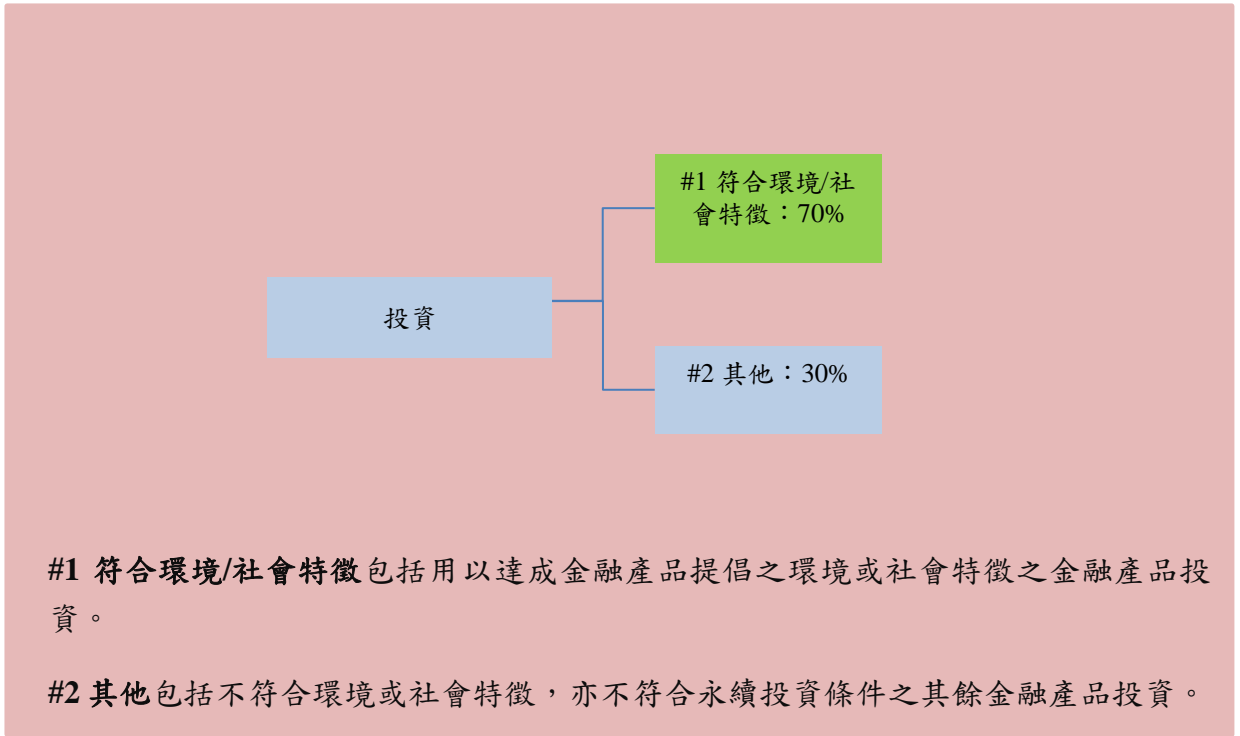 #1 符合環境/社
會特徵：70%
投資
#2 其他：30%
#1 符合環境/社會特徵包括用以達成金融產品提倡之環境或社會特徵之金融產品投
資。
#2 其他包括不符合環境或社會特徵，亦不符合永續投資條件之其餘金融產品投資。